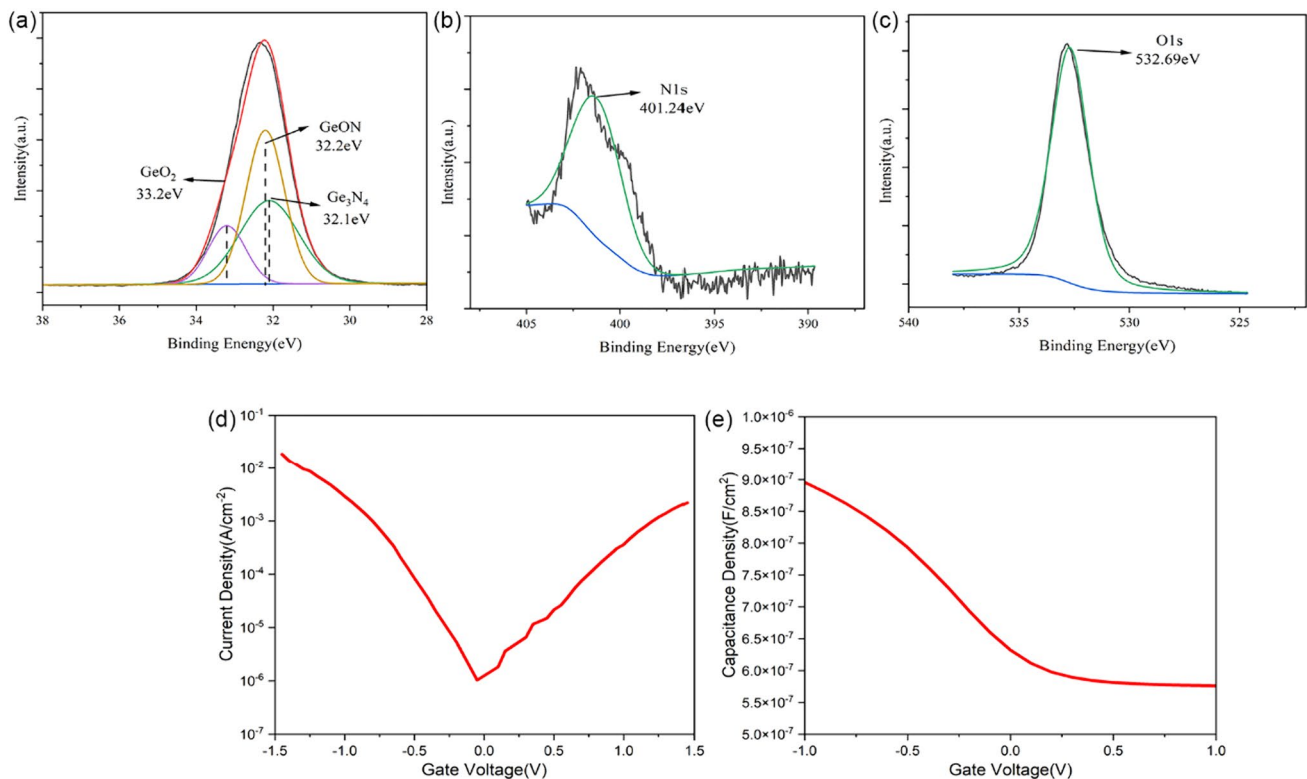 (a)
Intensity(a.u.)
GeO₂
33.2eV
GeON
32.2eV
Ge₃N₄
32.1eV
38 36 34 32 30 28
Binding Energy(eV)
(b)
Intensity(a.u.)
N1s
401.24eV
405 400 395 390
Binding Energy(eV)
(c)
Intensity(a.u.)
O1s
532.69eV
540 535 530 525
Binding Energy(eV)
(d)
Current Density(A/cm⁻²)
10⁻¹
10⁻²
10⁻³
10⁻⁴
10⁻⁵
10⁻⁶
10⁻⁷
-1.5 -1.0 -0.5 0.0 0.5 1.0 1.5
Gate Voltage(V)
(e)
Capacitance Density(F/cm²)
1.0×10⁻⁶
9.5×10⁻⁷
9.0×10⁻⁷
8.5×10⁻⁷
8.0×10⁻⁷
7.5×10⁻⁷
7.0×10⁻⁷
6.5×10⁻⁷
6.0×10⁻⁷
5.5×10⁻⁷
5.0×10⁻⁷
-1.0 -0.5 0.0 0.5 1.0
Gate Voltage(V)